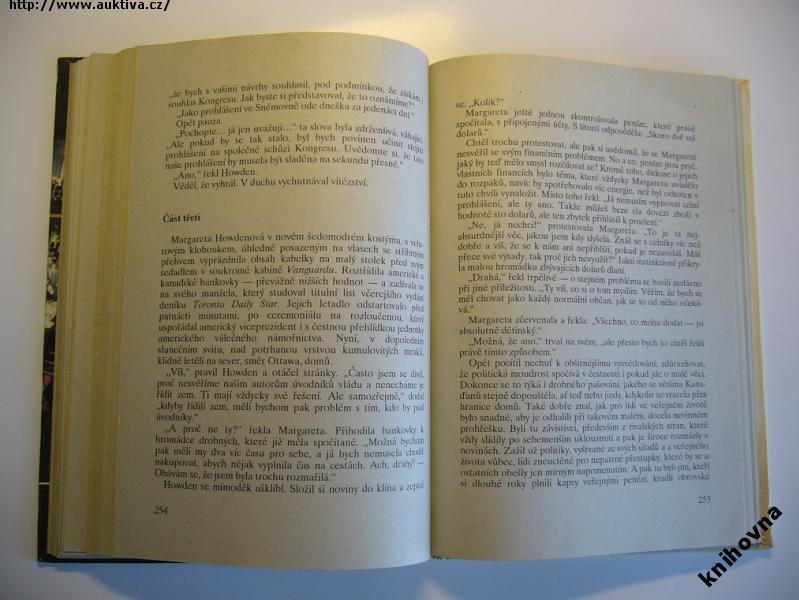 http://www.auktiva.cz/
„že bych s vašimi návrhy souhlasil, pod podmínkou, že získám i
souhlas Kongresu. Jak byste si představoval, že to oznámíme?“
„Jako prohlášení ve Sněmovně ode dneška za jedenáct dní.“
Opět pauza.
„Pochopte… já jen uvažuji…“ ta slova byla zdrženlivá, váhající.
„Ale pokud by se tak stalo, byl bych povinen učinit stejné
prohlášení na společné schůzi Kongresu. Uvědomte si, že tato
naše prohlášení by musela být sladěna na sekundu přesně.“
„Ano,“ řekl Howden.
Věděl, že vyhrál. V duchu vychutnával vítězství.
Část třetí
Margareta Howdenová v novém šedomodrém kostýmu, s velu-
rovým kloboukem, úhledně posazeným na vlasech se stříbrným
přelivem vyprázdnila obsah kabelky na malý stolek před svým
sedadlem v soukromé kabině Vanguardu. Roztřídila americké a
kanadské bankovky — převážně nižších hodnot — a zadívala se
na svého manžela, který studoval titulní list včerejšího vydání
deníku Toronto Daily Star. Jejich letadlo odstartovalo před
patnácti minutami, po ceremoniálu na rozloučenou, který
uspořádal americký viceprezident i s čestnou přehlídkou jednotky
amerického válečného námořnictva. Nyní, v dopoledním
slunečním svitu, nad potrhanou vrstvou kumulových mraků,
klidně letěli na sever, směr Ottawa, domů.
„Víš,“ pravil Howden a otáčel stránky. „Často jsem se divil,
proč nesvěříme našim autorům úvodníků vládu a nenecháme je
řídit zem. Ti mají vždycky své řešení. Ale samozřejmě,“ dodal
„kdyby řídili zem, měli bychom pak problém s tím, kdo by psal
úvodníky.“
„A proč ne ty?“ řekla Margareta. Přihodila bankovky k
hromádce drobných, které již měla spočítané. „Možná bychom
pak měli my dva víc času pro sebe, a já bych nemusela chodit
nakupovat, abych nějak vyplnila čas na cestách. Ach, drahý! —
Obávám se, že jsem byla trochu rozmařilá.“
Howden se mimoděk ušklíbl. Složil si noviny do klína a zeptal
254
se: „Kolik?“
Margareta ještě jednou zkontrolovala peníze, které právě
spočítala, s připojenými účty. S lítostí odpověděla: „Skoro dvě stě
dolarů.“
Chtěl trochu protestovat, ale pak si uvědomil, že se Margaretě
nesvěřil se svým finančním problémem. No a co, peníze jsou pryč,
jaký by teď mělo smysl rozčilovat se? Kromě toho, diskuse o jejich
vlastních financích bylo téma, které vždycky Margaretu uvádělo
do rozpaků, navíc by spotřebovalo víc energie, než byl ochoten v
tuto chvíli vynaložit. Místo toho řekl: Já nemusím vypisovat celní
prohlášení, ale ty ano. Takže můžeš beze cla dovézt zboží v
hodnotě sto dolarů, ale ten zbytek přihlásíš k proclení.“
„Ne, já nechci!“ protestovala Margareta. „To je ta nej-
absurdnější věc, jakou jsem kdy slyšela. Znáš se s celníky víc než
dobře a víš, že se k nám ani nepřiblíží, pokud je nezavoláš. Máš
přece své výsady, tak proč jich nevyužít?“ Jaksi instinktivně přikry-
la malou hromádku zbývajících dolarů dlaní.
„Drahá,“ řekl trpělivě — o stejném problému se bavili nedávno
při jiné příležitosti. „Ty víš, co si o tom myslím. Věřím, že bych se
měl chovat jako každý normální občan, jak se to od něho očeká-
vá.“
Margareta zčervenala a řekla: „Všechno, co mohu dodat — já
absolutně dětinský.“
„Možná, že ano,“ trval na svém, „ale přesto bych to chtěl řešit
právě tímto způsobem.“
Opět pocítil nechuť k obšírnějšímu vysvětlování, zdůrazňovat,
že politická moudrost spočívá v čestnosti i pokud jde o malé věci.
Dokonce se to týká i drobného pašování, jakého se většina Kana-
ďanů stejně dopouštěla, ať teď nebo jindy, kdykoliv se vracela přes
hranice domů. Také dobře znal, jak pro lidi ve veřejném životě
bylo snadné, aby je odhalili při takovém malém, docela nevinném
prohřešku. Byli tu závistivci, především z rivalských stran, kteří
vždy slídily po sebemenším uklouznutí a pak je široce rozmázly v
novinách. Zažil už politiky, vyštvané ze svých úřadů a z veřejného
života vůbec, lidi zneuctěné pro nepatrné přestupky, které by se u
ostatních obešly jen mírným napomenutím. A pak tu byli jiní, kteří
si dlouhé roky plnili kapsy veřejnými penězi, kradli obrovské
255
knihovna